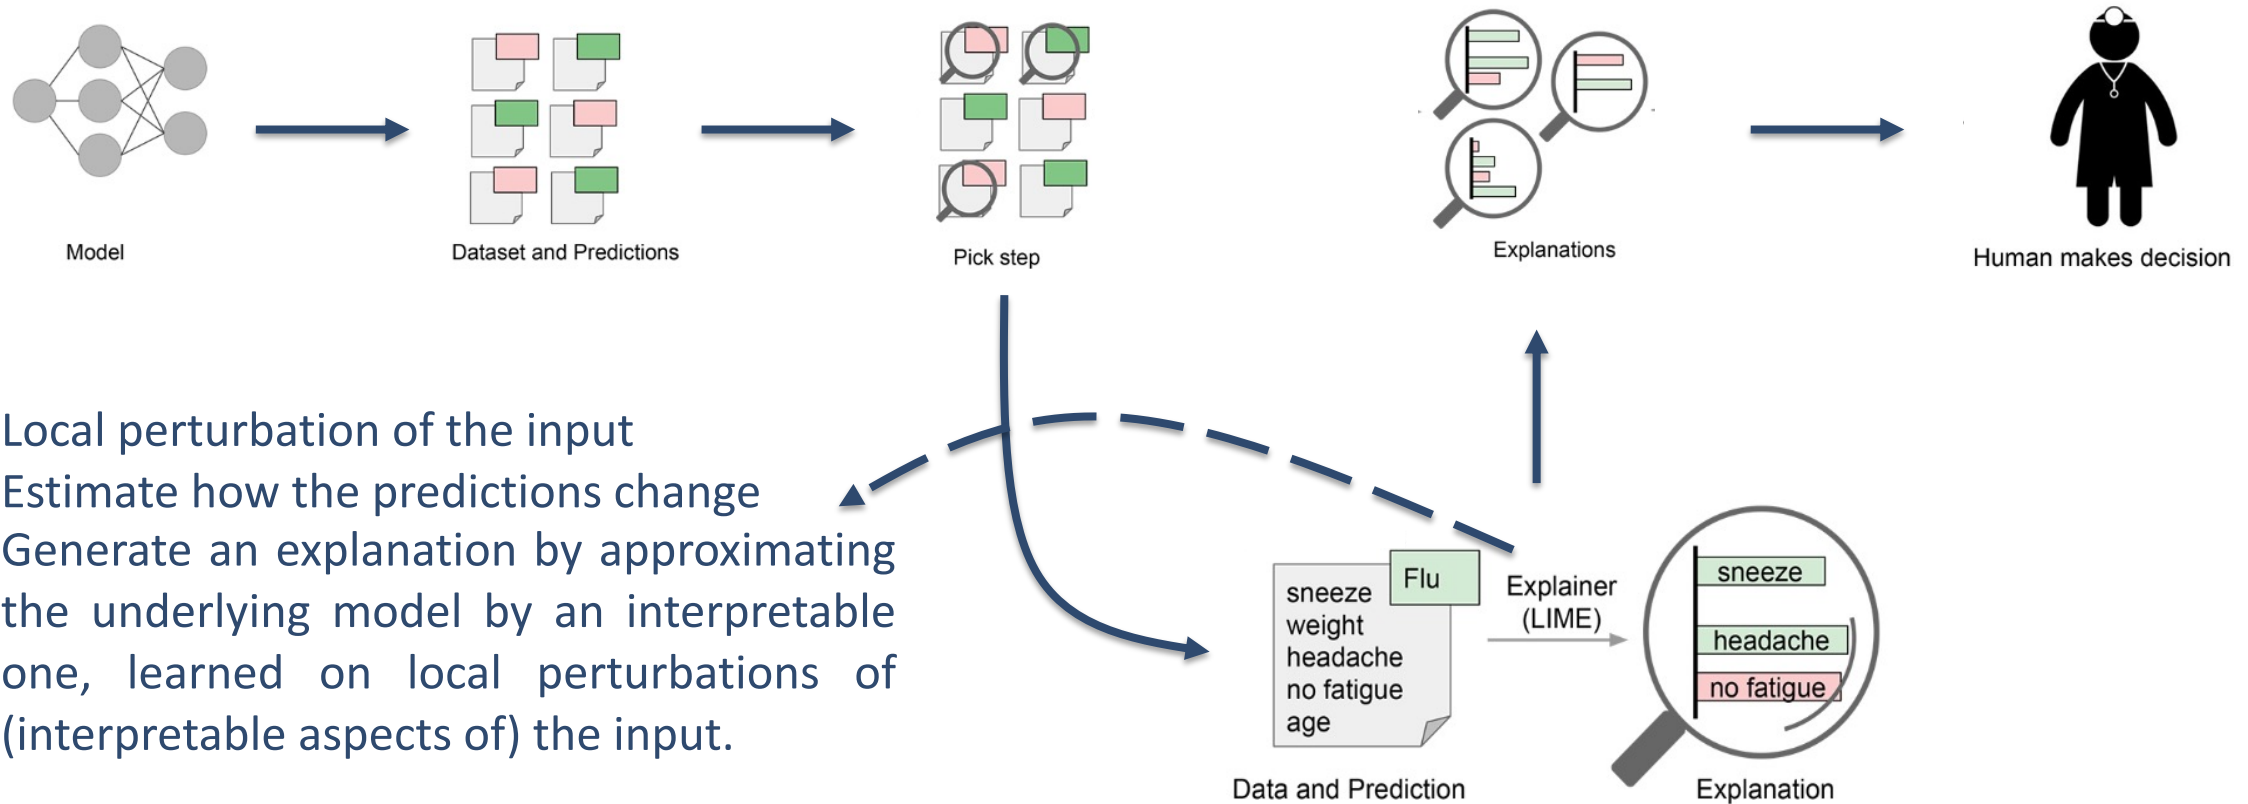 Model
Dataset and Predictions
Pick step
Explanations
Human makes decision
Local perturbation of the input
Estimate how the predictions change
Generate an explanation by approximating
the underlying model by an interpretable
one, learned on local perturbations of
(interpretable aspects of) the input.
Flu
sneeze
weight
headache
no fatigue
age
Data and Prediction
Explainer
(LIME)
sneeze
headache
no fatigue
Explanation